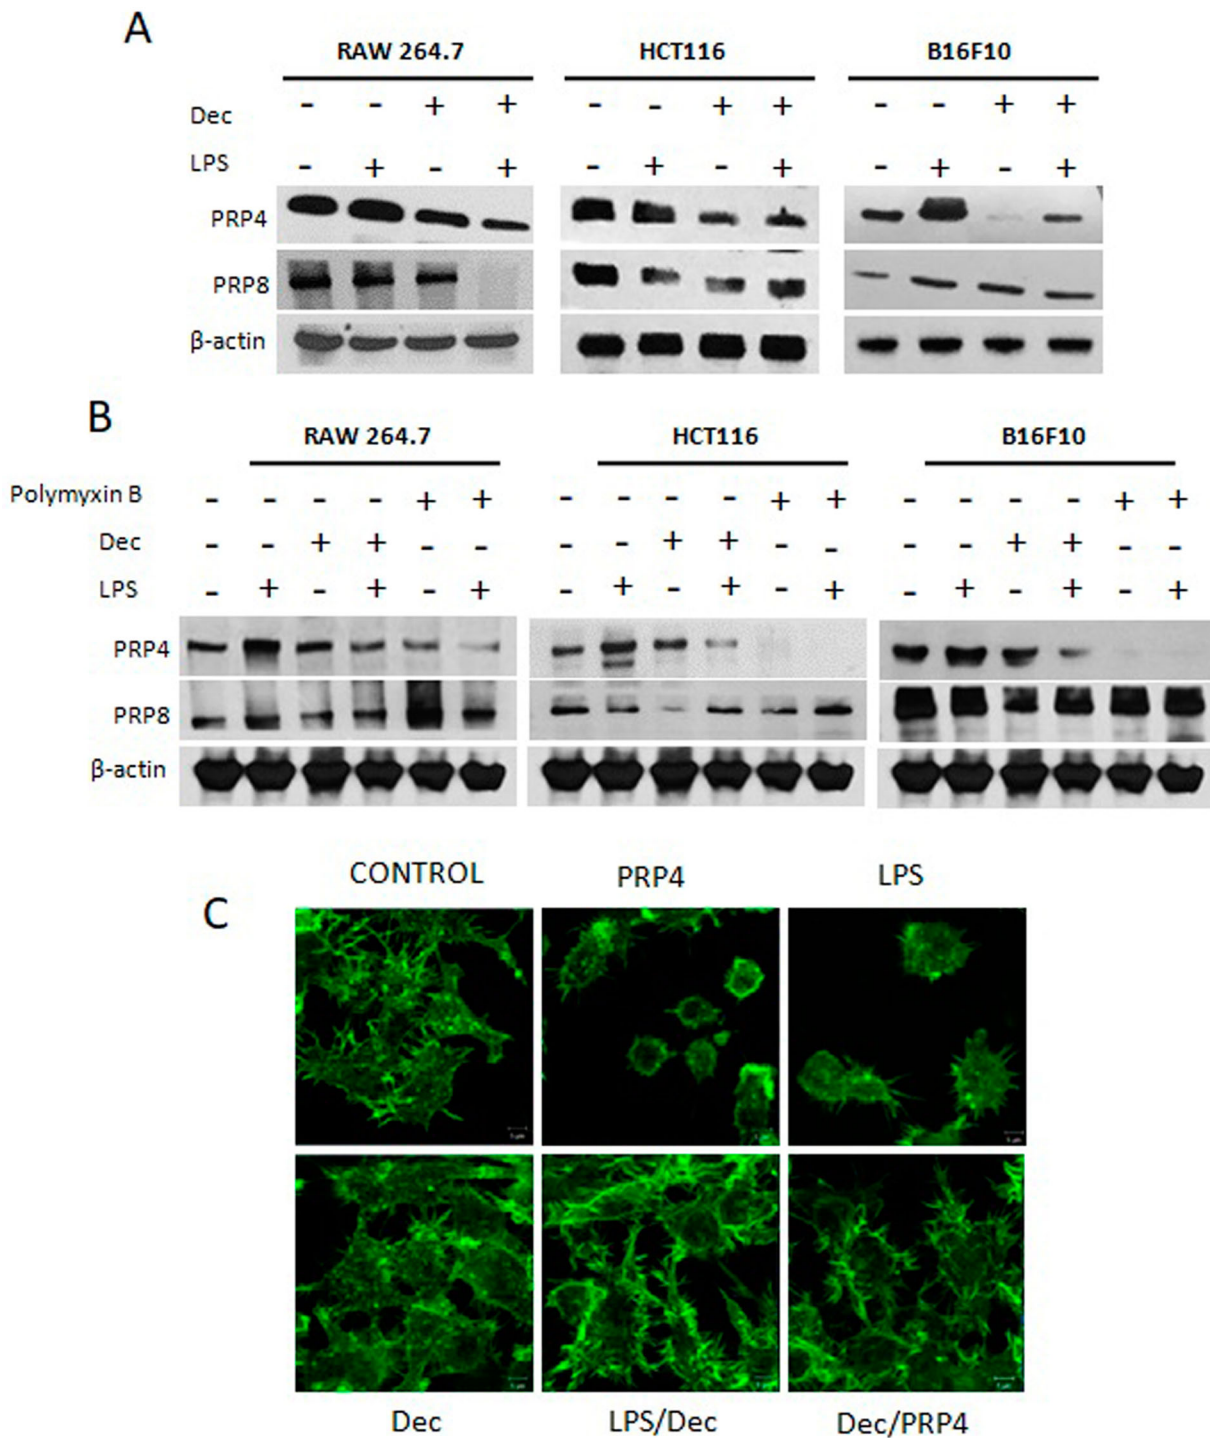 A
RAW 264.7 HCT116 B16F10
Dec - - + + - - + + - - + +
LPS - + - + - + - + - + - +
PRP4
PRP8
β-actin
B
RAW 264.7 HCT116 B16F10
Polymyxin B - - - - + + - - - - + + - - - - + +
Dec - - + + - - - - + + - - - - + + - -
LPS - + - + - + - + - + - + - + - + - +
PRP4
PRP8
β-actin
CONTROL PRP4 LPS
C
Dec LPS/Dec Dec/PRP4